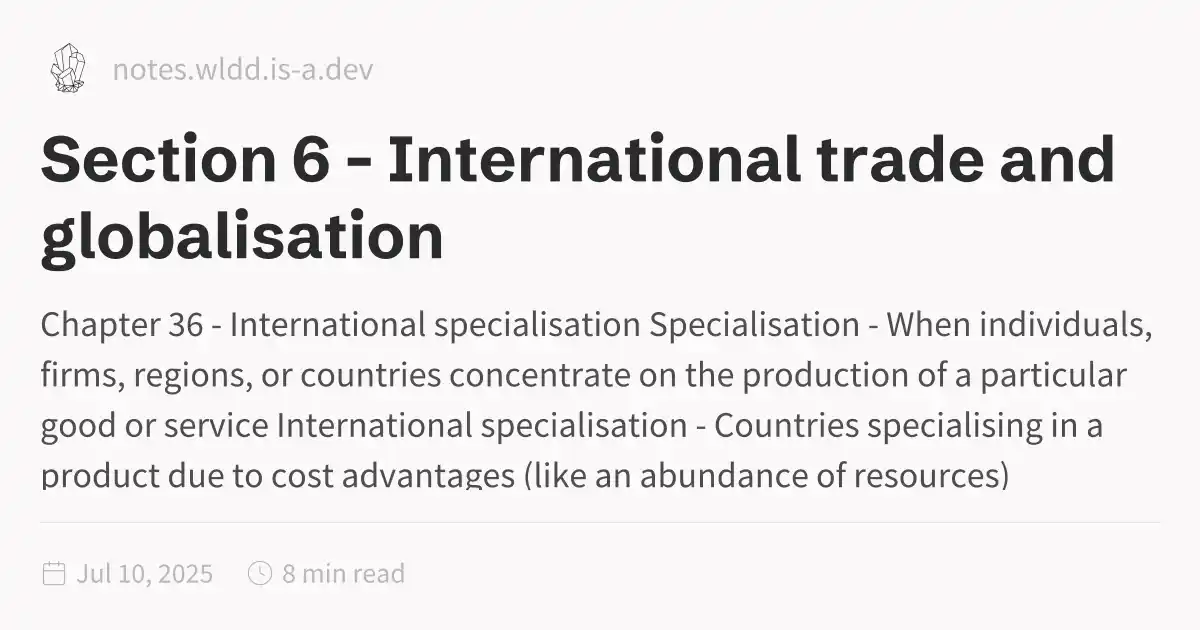 notes.wldd.is-a.dev
Section 6 - International trade and
globalisation
Chapter 36 - International specialisation Specialisation - When individuals,
firms, regions, or countries concentrate on the production of a particular
good or service International specialisation - Countries specialising in a
product due to cost advantages (like an abundance of resources)
Jul 10, 2025
8 min read